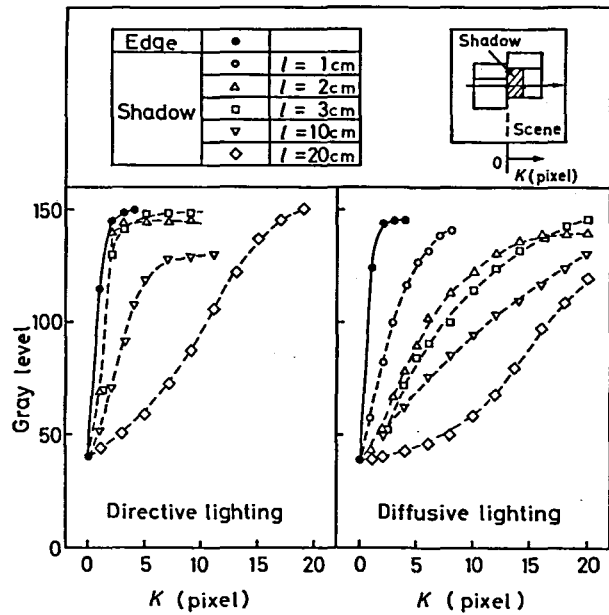 Edge
Shadow
l = 1cm
l = 2cm
l = 3cm
l = 10cm
l = 20cm
Shadow
Scene
0
K (pixel)
Gray level
150
100
50
0
Directive lighting
0 5 10 15 20
K (pixel)
Diffusive lighting
0 5 10 15 20
K (pixel)